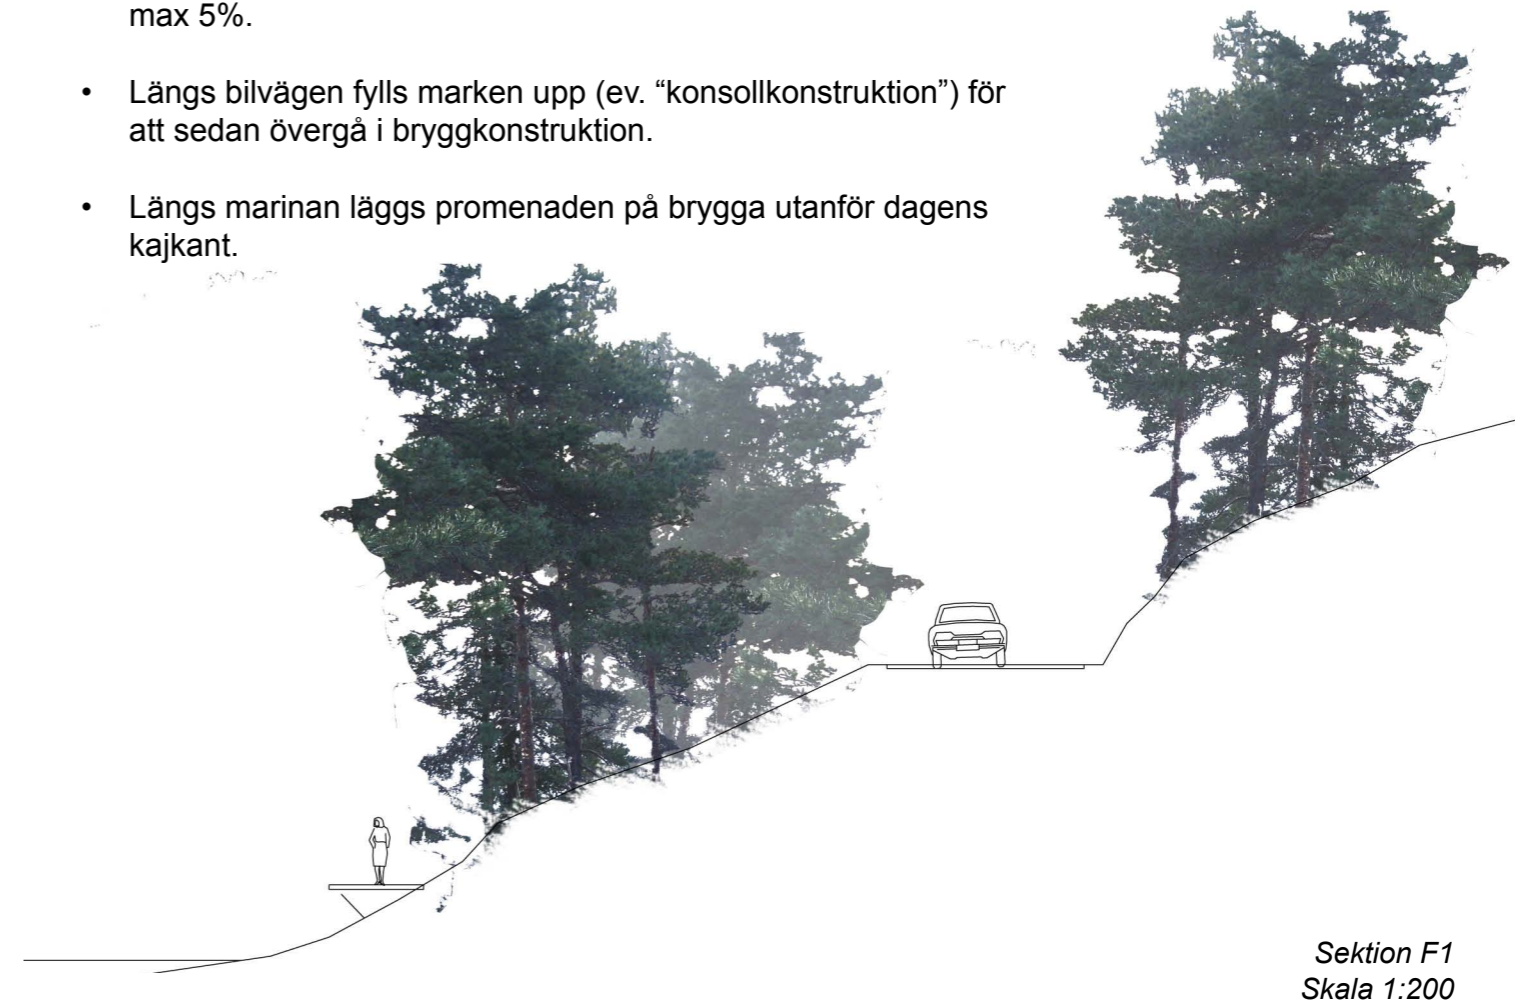 max 5%.
• Längs bilvägen fylls marken upp (ev. “konsollkonstruktion”) för
att sedan övergå i bryggkonstruktion.
• Längs marinan läggs promenaden på brygga utanför dagens
kajkant.
Sektion F1
Skala 1:200